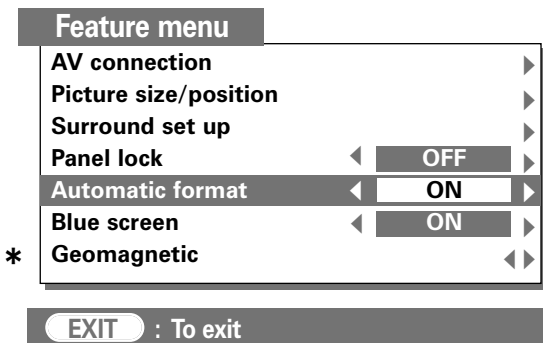 Feature menu
AV connection
Picture size/position
Surround set up
Panel lock OFF
Automatic format ON
Blue screen ON
* Geomagnetic
EXIT : To exit